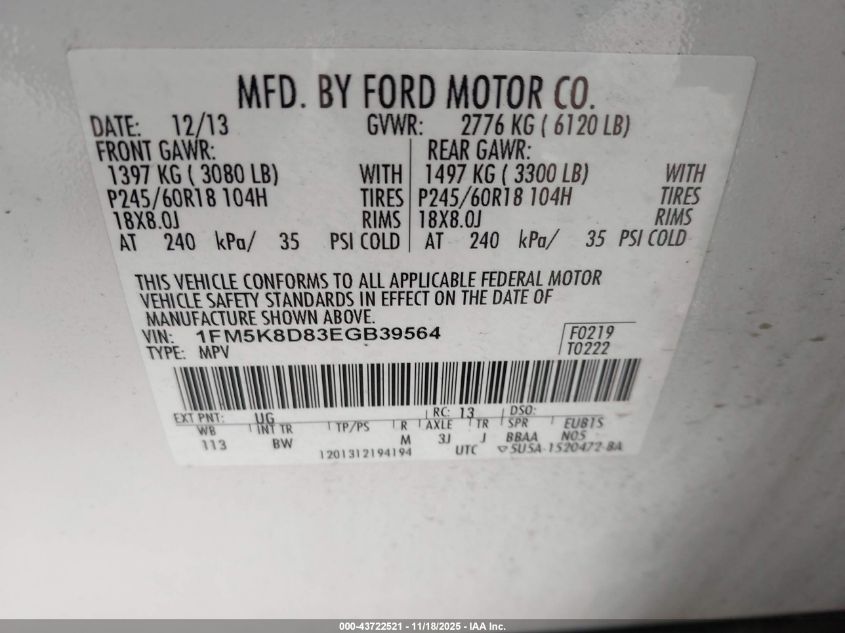 MFD. BY FORD MOTOR CO.
DATE: 12/13 GVWR: 2776 KG ( 6120 LB)
FRONT GAWR: REAR GAWR:
1397 KG ( 3080 LB) WITH 1497 KG ( 3300 LB) WITH
P245/60R18 104H TIRES P245/60R18 104H TIRES
18X8.0J RIMS 18X8.0J RIMS
AT 240 kPa/ 35 PSI COLD AT 240 kPa/ 35 PSI COLD
THIS VEHICLE CONFORMS TO ALL APPLICABLE FEDERAL MOTOR
VEHICLE SAFETY STANDARDS IN EFFECT ON THE DATE OF
MANUFACTURE SHOWN ABOVE.
VIN: 1FM5K8D83EGB39564 F0219
TYPE: MPV T0222
EXT PNT: UG RC: 13 DSO:
WB INT TR TP/PS R AXLE TR SPR EUB1S
113 BW M 3J J BBAA N05
1201312194194 UTC ▽5U5A-1520472-BA
000-43722521 - 11/18/2025 - IAA Inc.